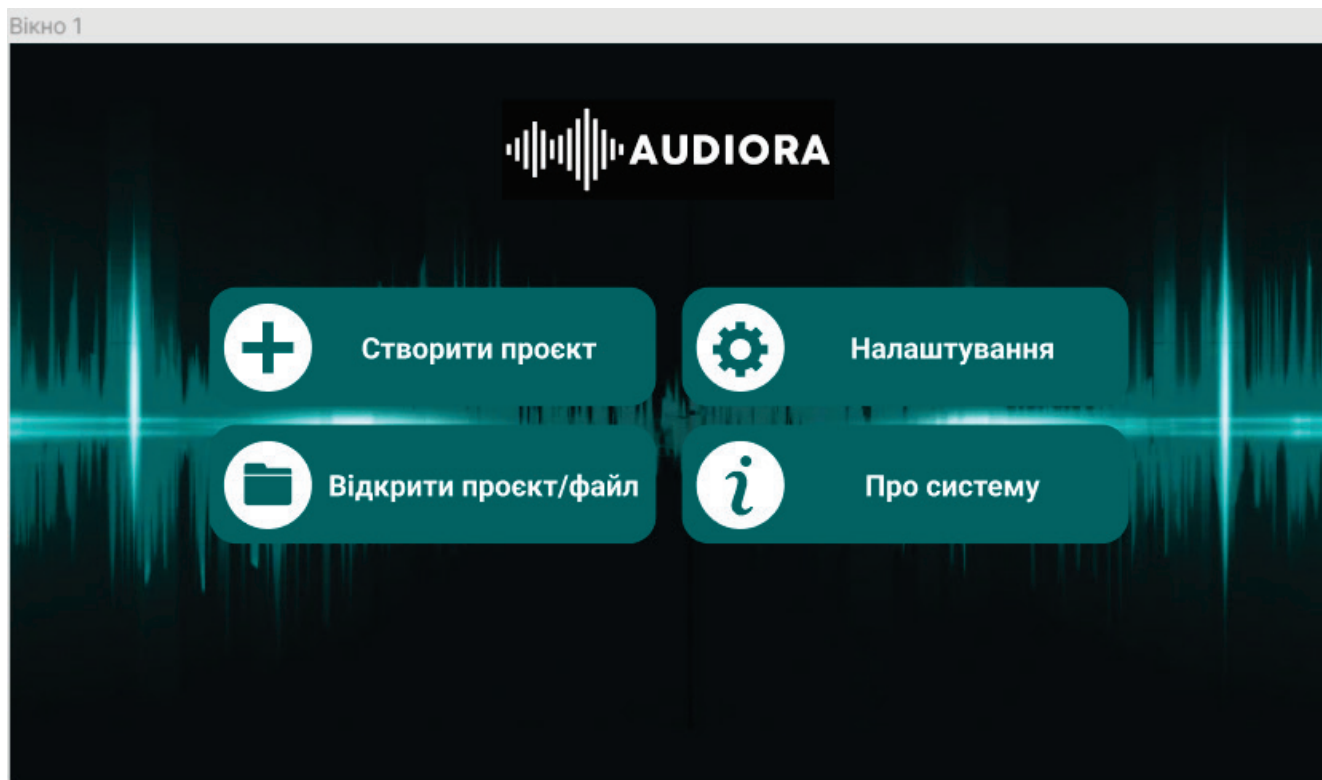 Вікно 1
AUDIORA
Створити проєкт
Налаштування
Відкрити проєкт/файл
Про систему